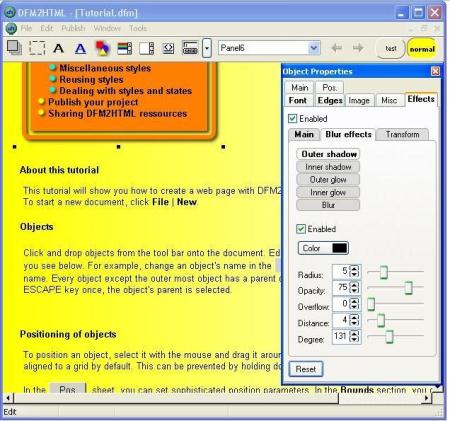 DFM2HTML - [Tutorial.dfm]
File Edit Publish Window Tools
A A Panel6 test normal
Miscellaneous styles
Reusing styles
Dealing with styles and states
Publish your project
Sharing DFM2HTML ressources
About this tutorial
This tutorial will show you how to create a web page with DFM2
To start a new document, click File | New.
Objects
Click and drop objects from the tool bar onto the document. Ed
you see below. For example, change an object's name in the
name. Every object except the outer most object has a parent o
ESCAPE key once, the object's parent is selected.
Positioning of objects
To position an object, select it with the mouse and drag it aroun
aligned to a grid by default. This can be prevented by holding do
In the Pos. sheet, you can set sophisticated position parameters. In the Bounds section, you c
Edit
Object Properties
Main Pos.
Font Edges Image Misc Effects
Enabled
Main Blur effects Transform
Outer shadow
Inner shadow
Outer glow
Inner glow
Blur
Enabled
Color
Radius: 5
Opacity: 75
Overflow: 0
Distance: 4
Degree: 131
Reset